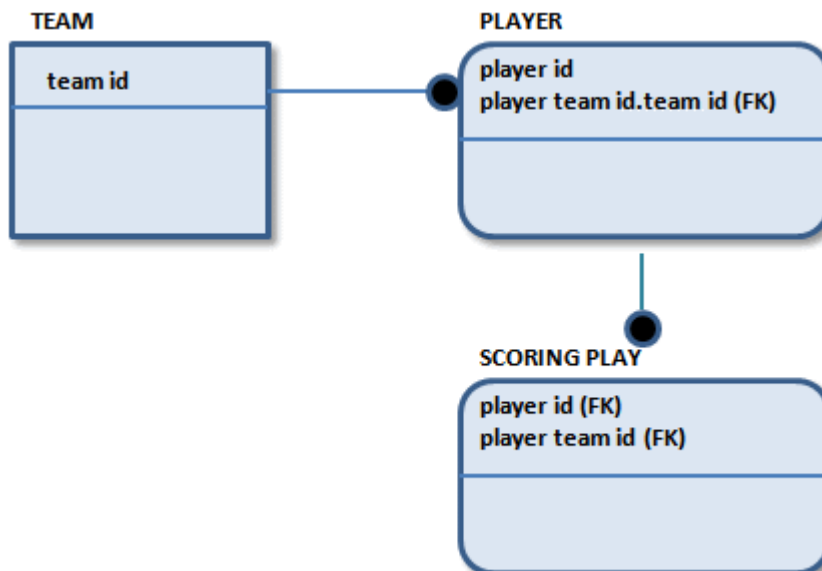 TEAM
team id
PLAYER
player id
player team id.team id (FK)
SCORING PLAY
player id (FK)
player team id (FK)